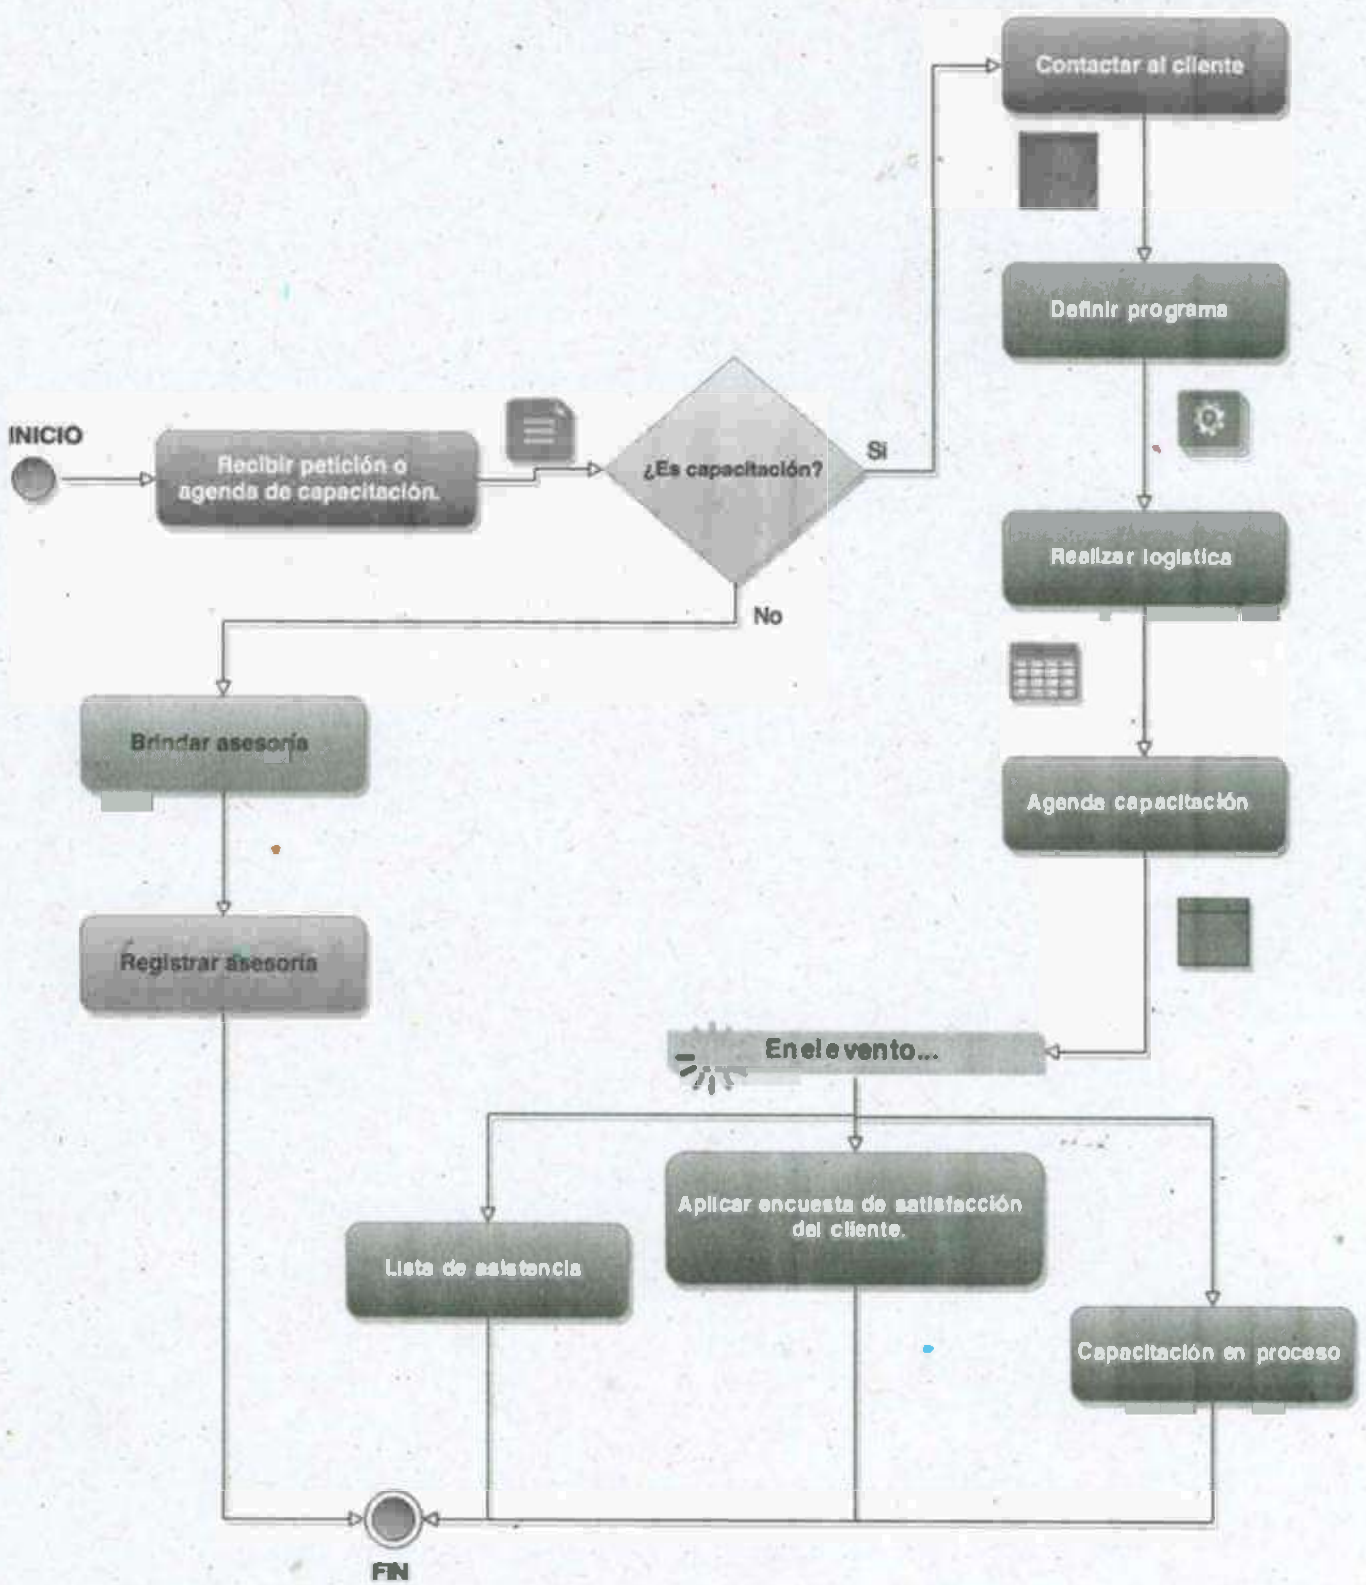 Contactar al cliente
Definir programa
INICIO
Recibir petición o
agenda de capacitación.
¿Es capacitación?
Si
No
Realizar logistica
Brindar asesoría
Agenda capacitación
Registrar asesoría
En el evento...
Aplicar encuesta de satisfacción
del cliente.
Lista de asistencia
Capacitación en proceso
FIN